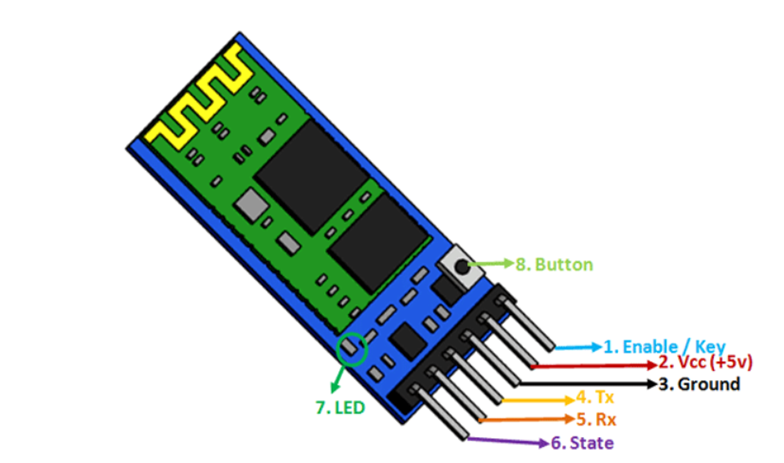 8. Button
1. Enable / Key
2. Vcc (+5v)
3. Ground
4. Tx
7. LED
5. Rx
6. State